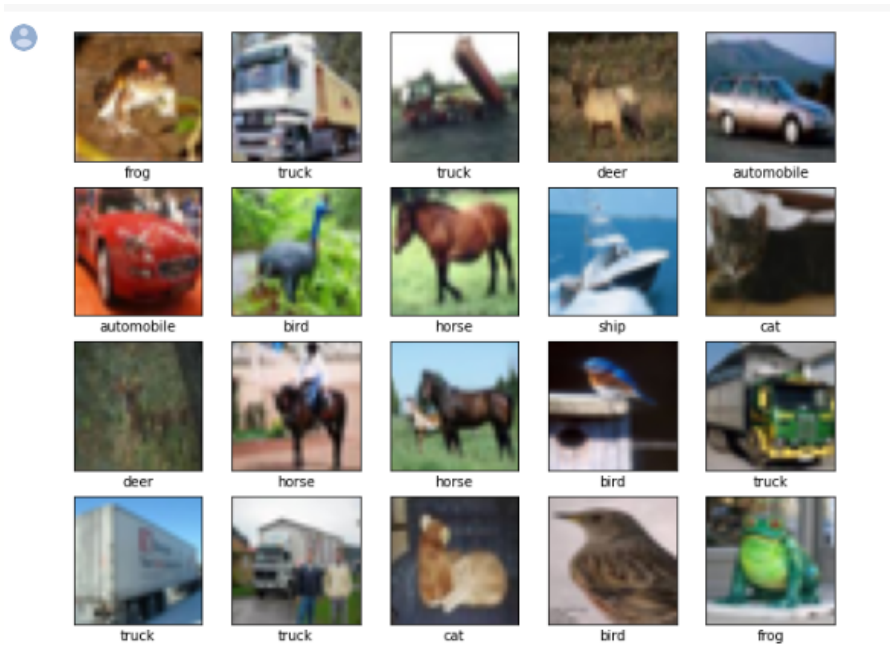 frog truck truck deer automobile
automobile bird horse ship cat
deer horse horse bird truck
truck truck cat bird frog